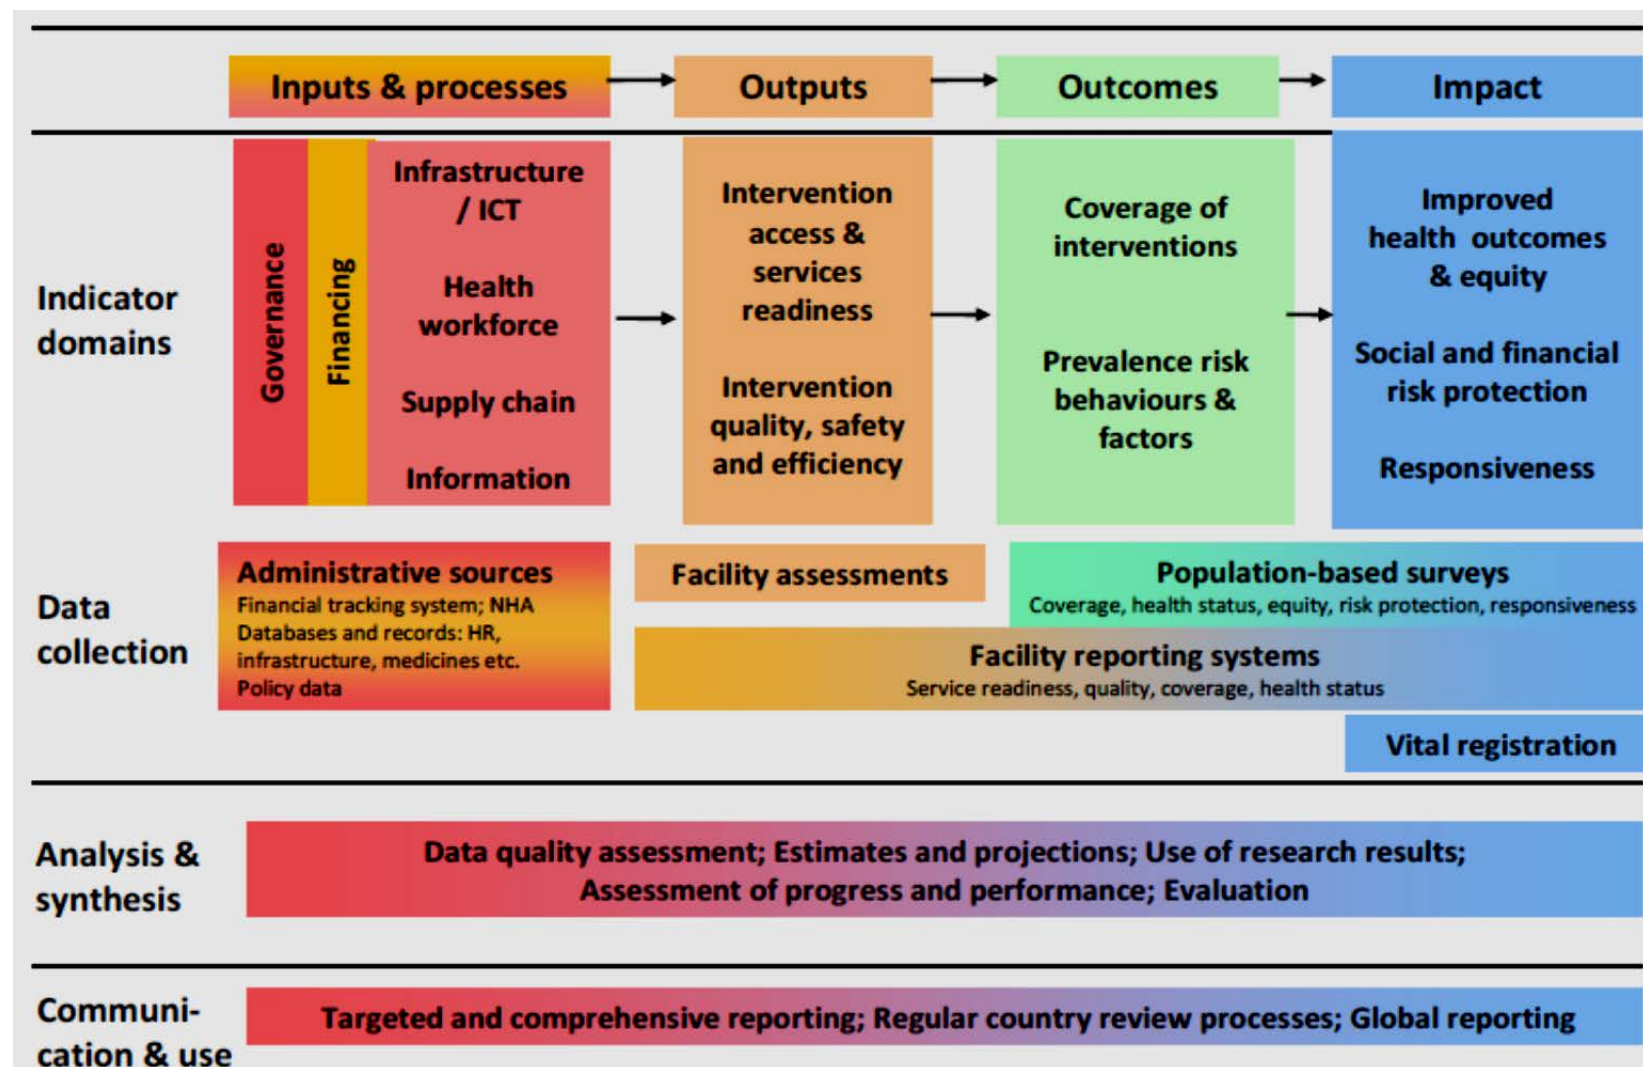 Inputs & processes
Outputs
Outcomes
Impact
Indicator
domains
Governance
Financing
Infrastructure
/ ICT
Health
workforce
Supply chain
Information
Intervention
access &
services
readiness
Intervention
quality, safety
and efficiency
Coverage of
interventions
Prevalence risk
behaviours &
factors
Improved
health outcomes
& equity
Social and financial
risk protection
Responsiveness
Data
collection
Administrative sources
Financial tracking system; NHA
Databases and records: HR,
infrastructure, medicines etc.
Policy data
Facility assessments
Population-based surveys
Coverage, health status, equity, risk protection, responsiveness
Facility reporting systems
Service readiness, quality, coverage, health status
Vital registration
Analysis &
synthesis
Data quality assessment; Estimates and projections; Use of research results;
Assessment of progress and performance; Evaluation
Communi-
cation & use
Targeted and comprehensive reporting; Regular country review processes; Global reporting